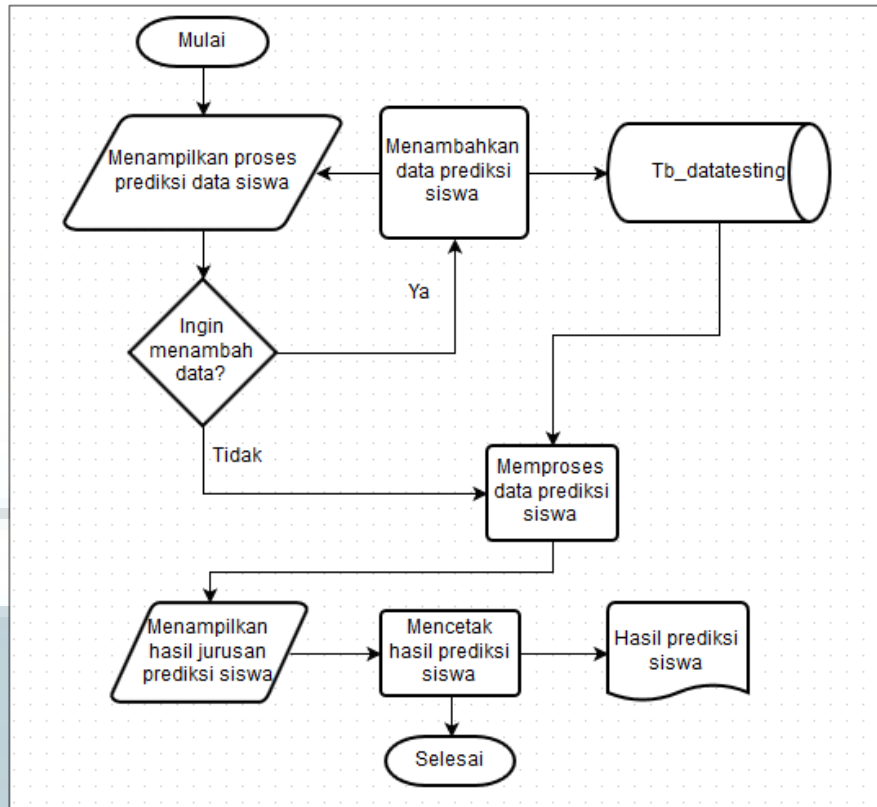 Mulai
Menampilkan proses
prediksi data siswa
Menambahkan
data prediksi
siswa
Tb_datatesting
Ya
Ingin
menambah
data?
Tidak
Memproses
data prediksi
siswa
Menampilkan
hasil jurusan
prediksi siswa
Mencetak
hasil prediksi
siswa
Hasil prediksi
siswa
Selesai